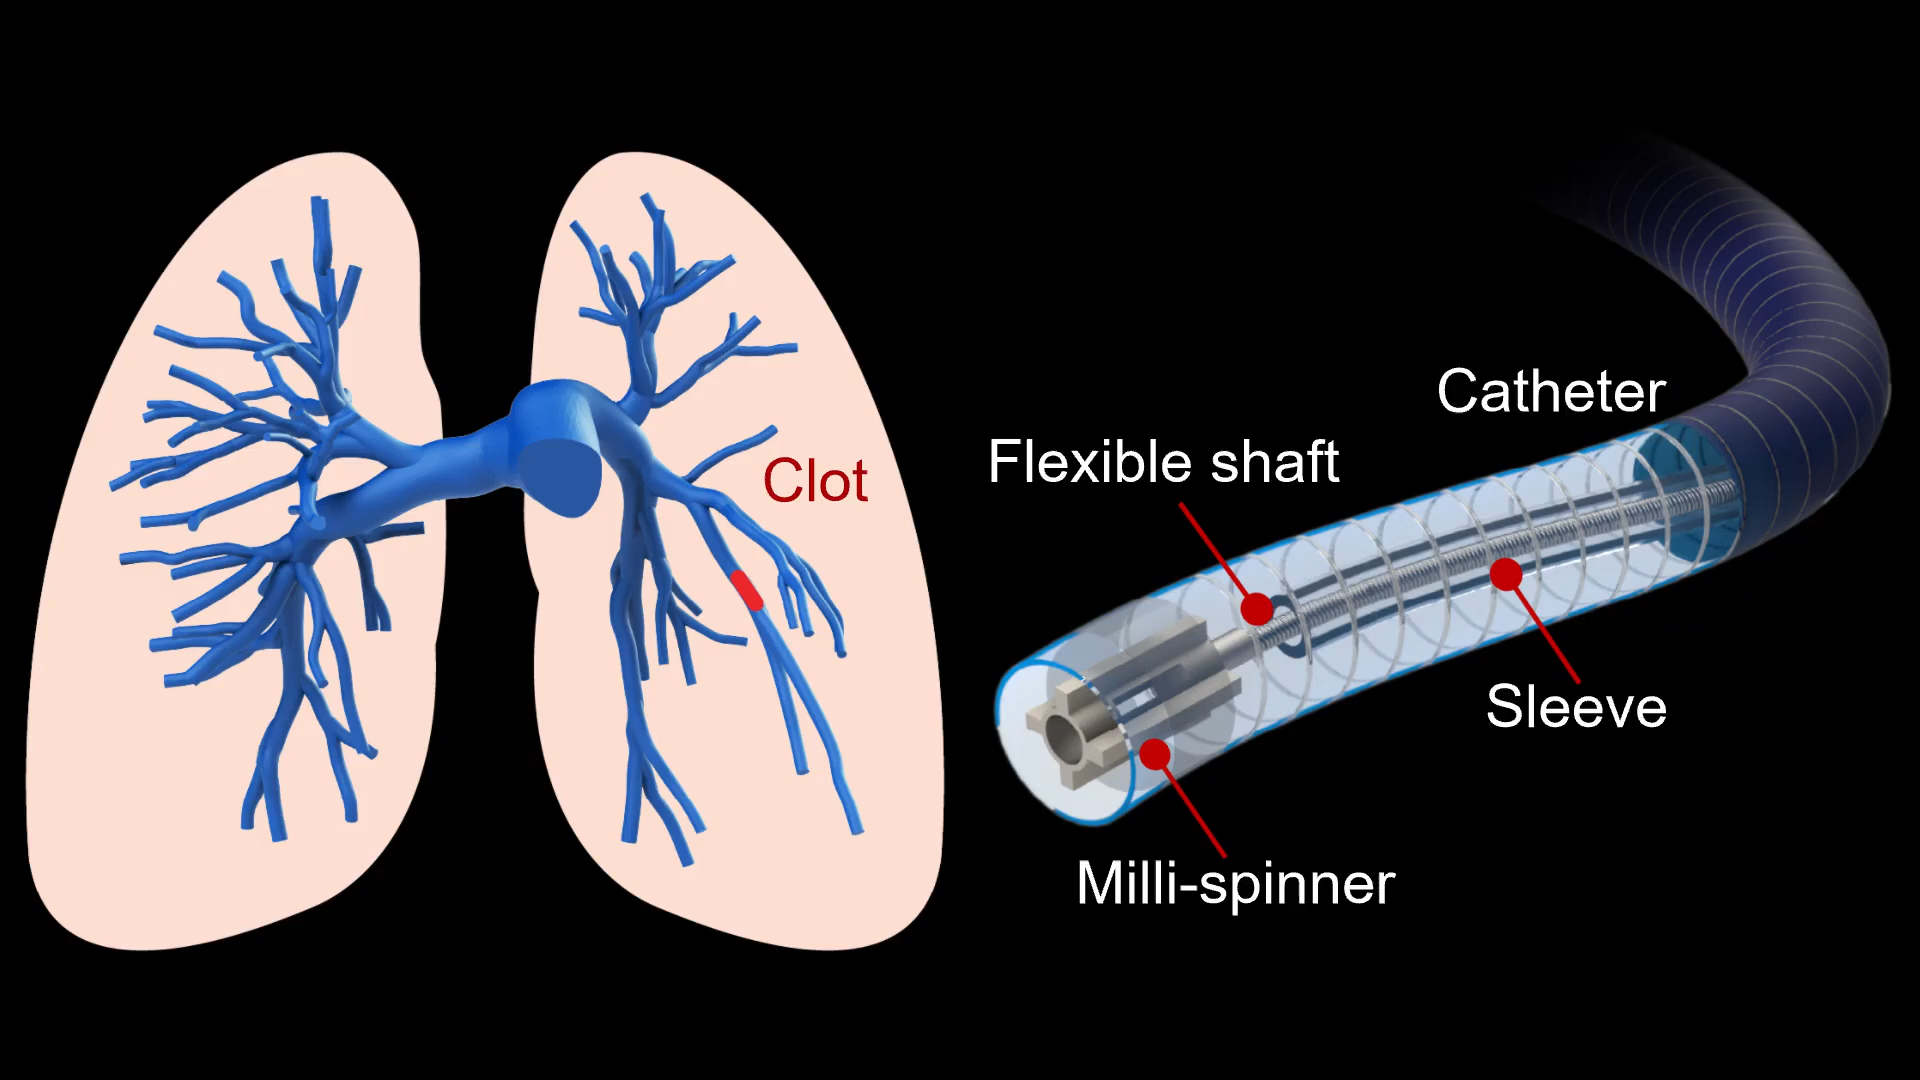 Clot
Catheter
Flexible shaft
Sleeve
Milli-spinner